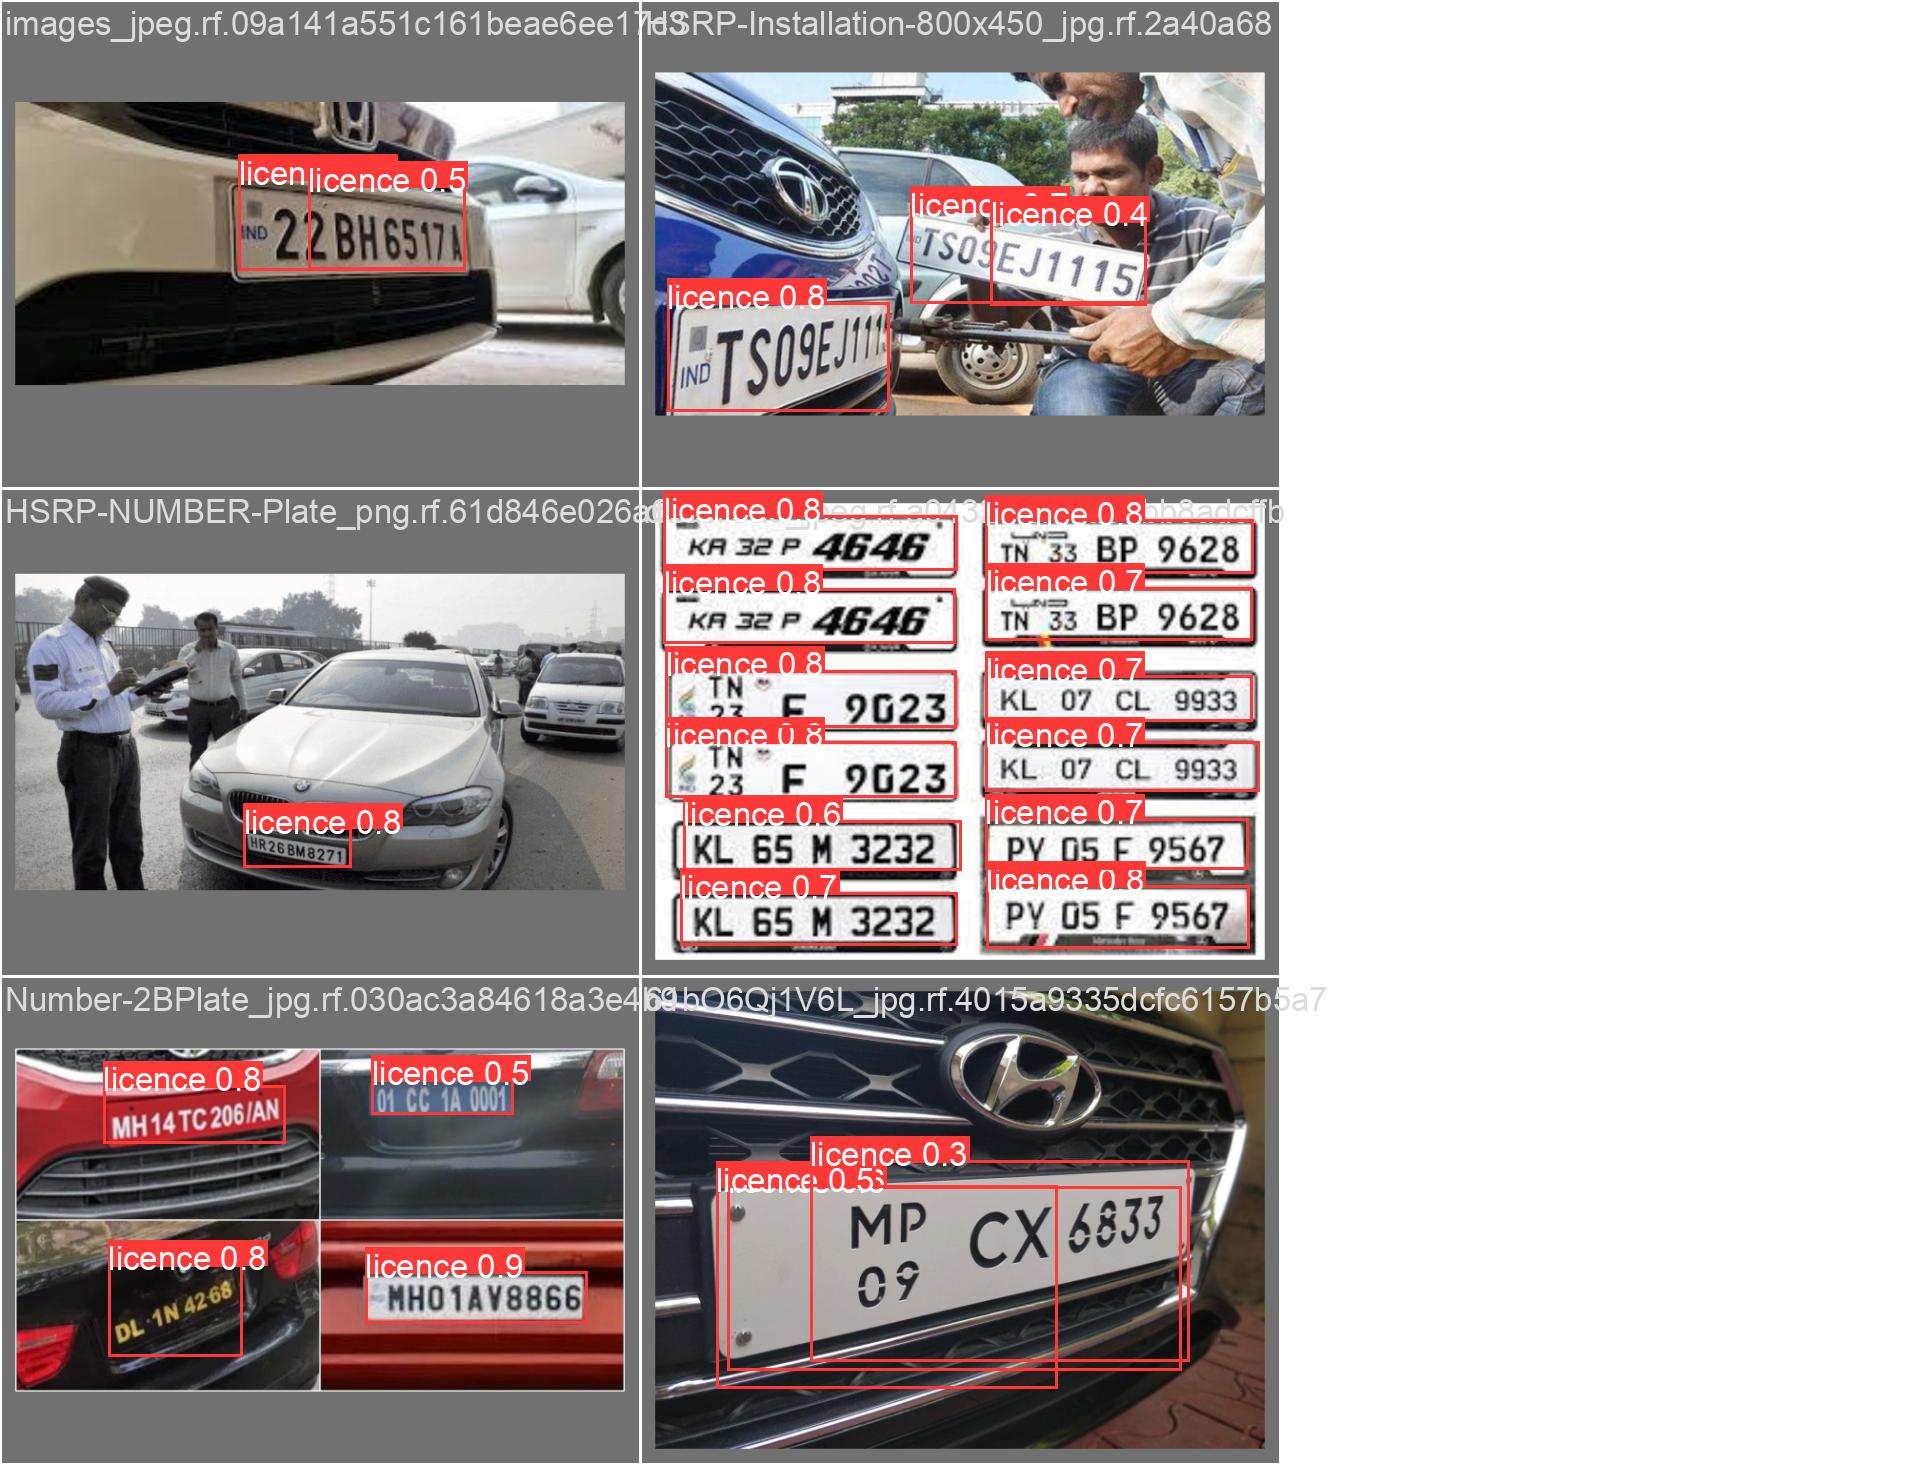 images_jpeg.rf.09a141a551c161beae6ee17
HSRP-Installation-800x450_jpg.rf.2a40a68
licen
licence 0.5
IND 22 BH 6517 A
licenc
licence 0.4
TS09EJ1115
licence 0.8
IND TS09EJ111
HSRP-NUMBER-Plate_png.rf.61d846e026a
licence 0.8
HR26BM8271
licence 0.8
KA 32 P 4646
licence 0.8
TN 33 BP 9628
licence 0.8
KA 32 P 4646
licence 0.7
TN 33 BP 9628
licence 0.8
TN 23 F 9023
licence 0.7
KL 07 CL 9933
licence 0.8
TN 23 F 9023
licence 0.7
KL 07 CL 9933
licence 0.6
KL 65 M 3232
licence 0.7
PY 05 F 9567
licence 0.7
KL 65 M 3232
licence 0.8
PY 05 F 9567
Number-2BPlate_jpg.rf.030ac3a84618a3e4
bO6Qj1V6L_jpg.rf.4015a9335dcfc6157b5a7
licence 0.8
MH14TC206/AN
licence 0.5
01 CC 1A 0001
licence 0.8
DL·1N 4268
licence 0.9
MH01AV8866
licence 0.3
licence 0.5
MP
09
CX 6833